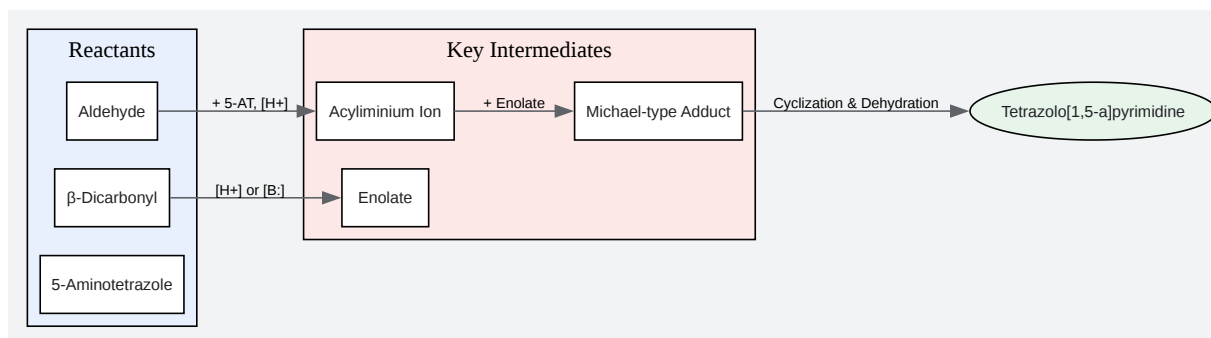 Reactants
Key Intermediates
Aldehyde
+ 5-AT, [H+]
Acyliminium Ion
+ Enolate
Michael-type Adduct
Cyclization & Dehydration
Tetrazolo[1,5-a]pyrimidine
β-Dicarbonyl
[H+] or [B:]
Enolate
5-Aminotetrazole